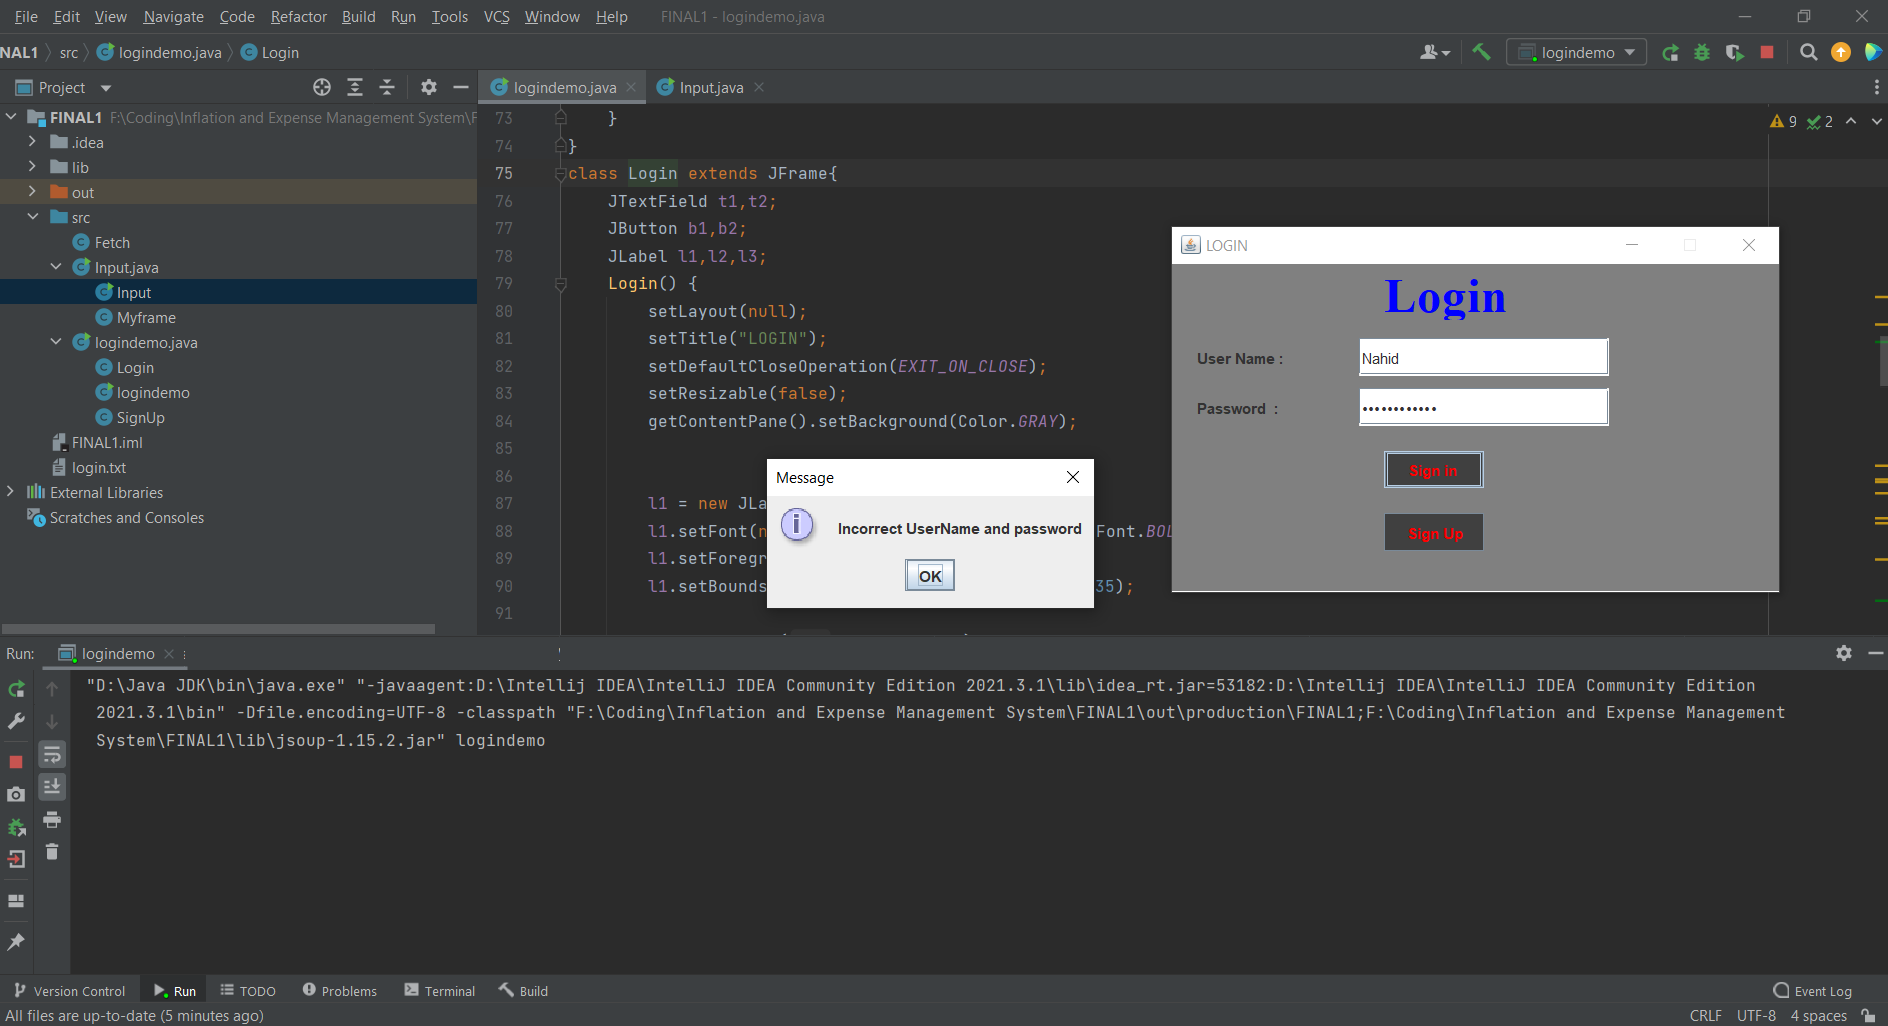 File Edit View Navigate Code Refactor Build Run Tools VCS Window Help FINAL1 - logindemo.java
NAL1 src logindemo.java Login
logindemo
Project
logindemo.java Input.java
FINAL1 F:\Coding\Inflation and Expense Management System\F
.idea
lib
out
src
Fetch
Input.java
Input
Myframe
logindemo.java
Login
logindemo
SignUp
FINAL1.iml
login.txt
External Libraries
Scratches and Consoles
9 2
73 }
74 }
75 class Login extends JFrame{
76 JTextField t1,t2;
77 JButton b1,b2;
78 JLabel l1,l2,l3;
79 Login() {
80 setLayout(null);
81 setTitle("LOGIN");
82 setDefaultCloseOperation(EXIT_ON_CLOSE);
83 setResizable(false);
84 getContentPane().setBackground(Color.GRAY);
85
86
87 l1 = new JLa
88 l1.setFont(n Font.BOL
89 l1.setForegr
90 l1.setBounds 35);
91
LOGIN
Login
User Name : Nahid
Password : ••••••••••••
Sign in
Sign Up
Message
Incorrect UserName and password
OK
Run: logindemo
"D:\Java JDK\bin\java.exe" "-javaagent:D:\Intellij IDEA\IntelliJ IDEA Community Edition 2021.3.1\lib\idea_rt.jar=53182:D:\Intellij IDEA\IntelliJ IDEA Community Edition
2021.3.1\bin" -Dfile.encoding=UTF-8 -classpath "F:\Coding\Inflation and Expense Management System\FINAL1\out\production\FINAL1;F:\Coding\Inflation and Expense Management
System\FINAL1\lib\jsoup-1.15.2.jar" logindemo
Version Control Run TODO Problems Terminal Build Event Log
All files are up-to-date (5 minutes ago) CRLF UTF-8 4 spaces